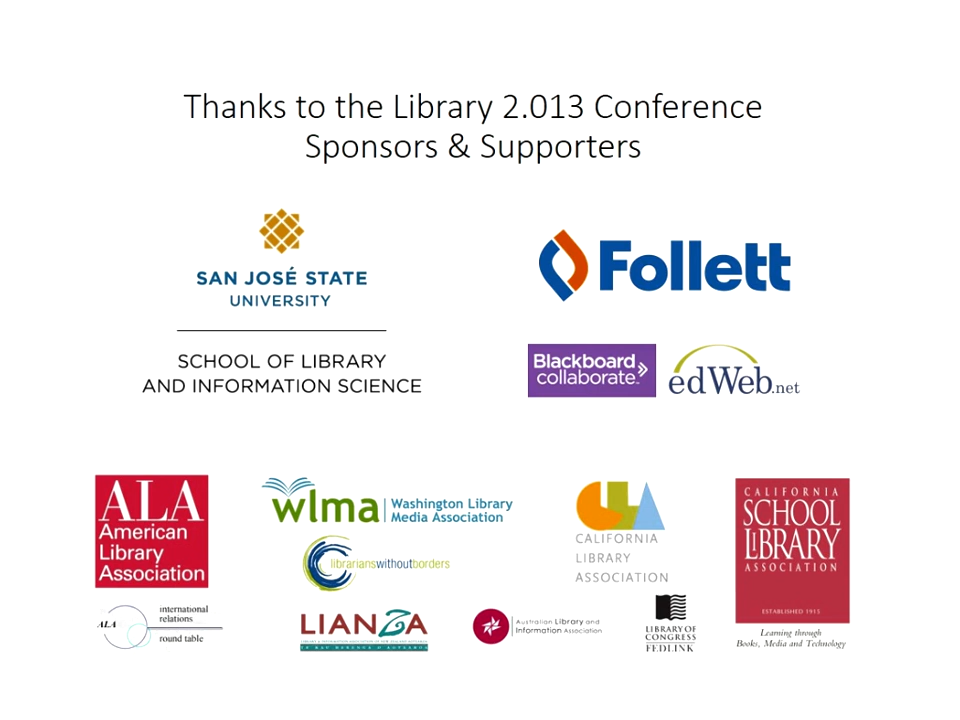 Thanks to the Library 2.013 Conference
Sponsors & Supporters
SAN JOSÉ STATE
UNIVERSITY
SCHOOL OF LIBRARY
AND INFORMATION SCIENCE
Follett
Blackboard
collaborate™
edWeb.net
ALA
American
Library
Association
wlma
Washington Library
Media Association
librarianswithoutborders
CLA
CALIFORNIA
LIBRARY
ASSOCIATION
CALIFORNIA
SCHOOL
LIBRARY
ASSOCIATION
ESTABLISHED 1915
Learning through
Books, Media and Technology
ALA
international
relations
round table
LIANZA
Australian Library and
Information Association
LIBRARY OF
CONGRESS
FEDLINK